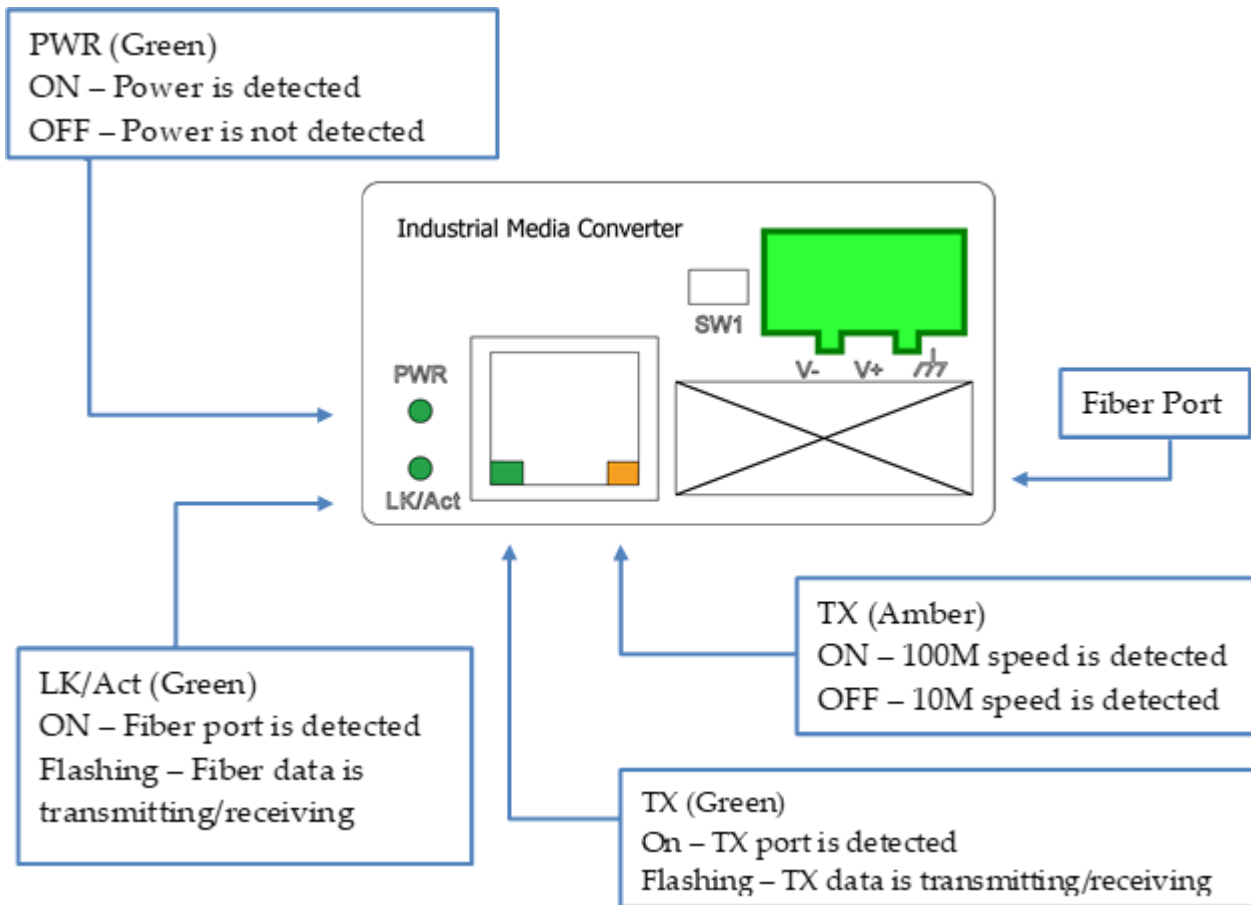 PWR (Green)
ON – Power is detected
OFF – Power is not detected
Industrial Media Converter
SW1
V-
V+
PWR
LK/Act
Fiber Port
TX (Amber)
ON – 100M speed is detected
OFF – 10M speed is detected
LK/Act (Green)
ON – Fiber port is detected
Flashing – Fiber data is
transmitting/receiving
TX (Green)
On – TX port is detected
Flashing – TX data is transmitting/receiving